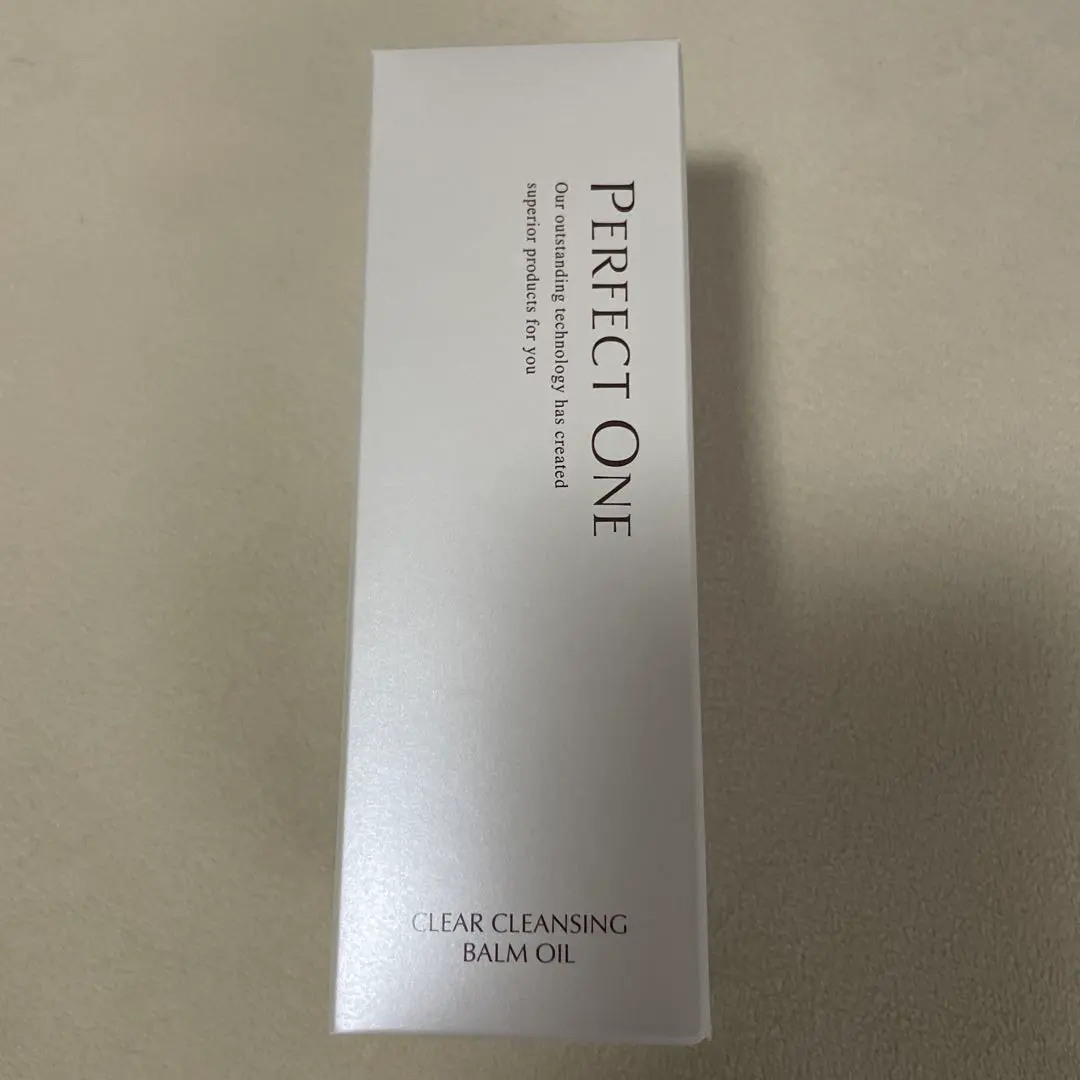 PERFECT ONE
Our outstanding technology has created
superior products for you
CLEAR CLEANSING
BALM OIL